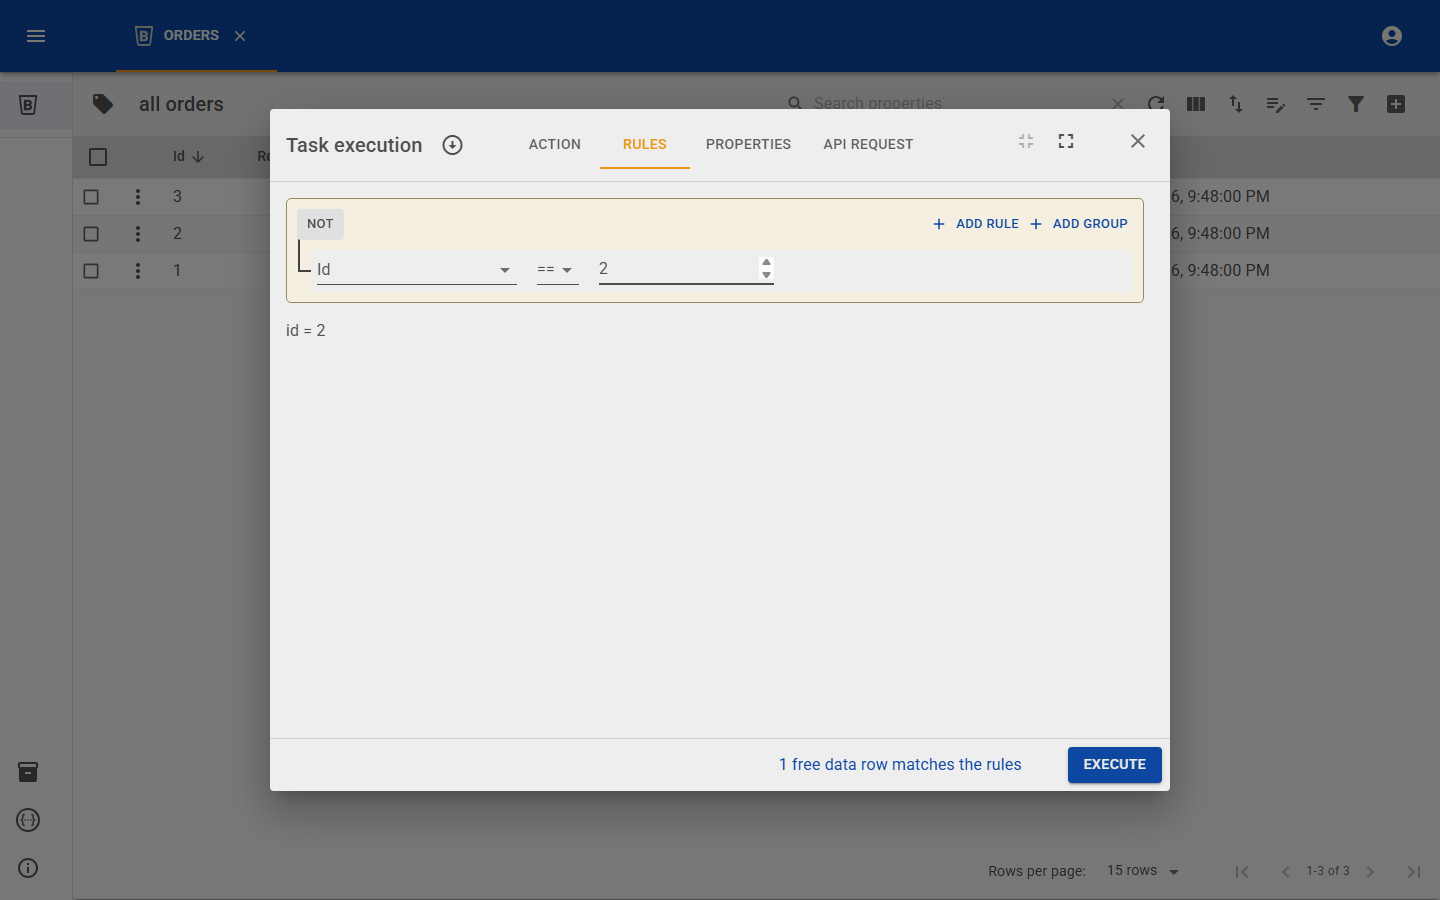 ORDERS
all orders
Search properties
Id
Re
3
6, 9:48:00 PM
2
6, 9:48:00 PM
1
6, 9:48:00 PM
Task execution
ACTION
RULES
PROPERTIES
API REQUEST
NOT
ADD RULE
ADD GROUP
Id
==
2
id = 2
1 free data row matches the rules
EXECUTE
Rows per page:
15 rows
1-3 of 3